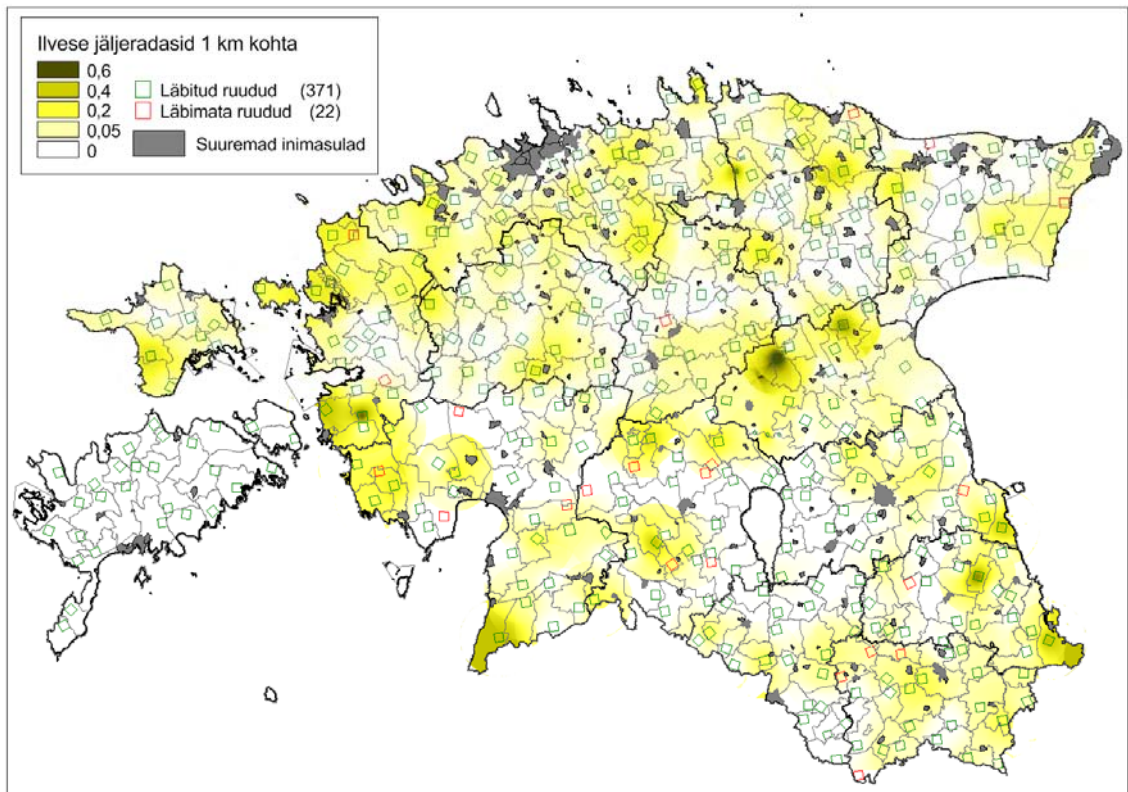 Ilvese jäljeradasid 1 km kohta
0,6
0,4
0,2
0,05
0
Läbitud ruudud (371)
Läbimata ruudud (22)
Suuremad inimasulad